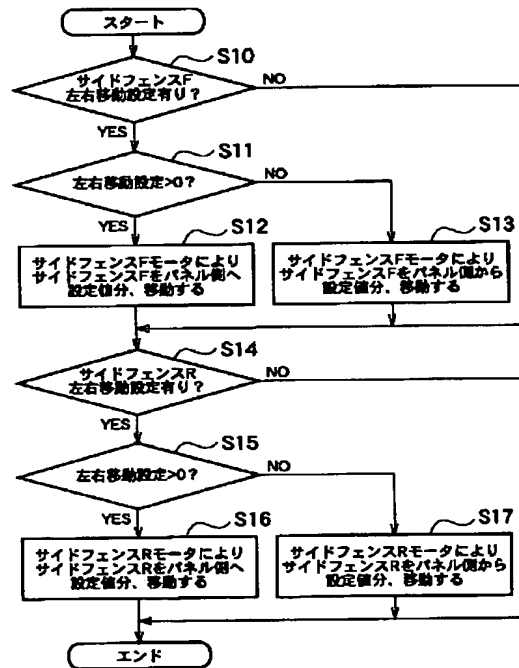 スタート
S10
サイドフェンスF
左右移動設定有り?
NO
YES
S11
左右移動設定>0?
NO
YES
S12
サイドフェンスFモータにより
サイドフェンスFをパネル側へ
設定値分、移動する
S13
サイドフェンスFモータにより
サイドフェンスFをパネル側から
設定値分、移動する
S14
サイドフェンスR
左右移動設定有り?
NO
YES
S15
左右移動設定>0?
NO
YES
S16
サイドフェンスRモータにより
サイドフェンスRをパネル側へ
設定値分、移動する
S17
サイドフェンスRモータにより
サイドフェンスRをパネル側から
設定値分、移動する
エンド